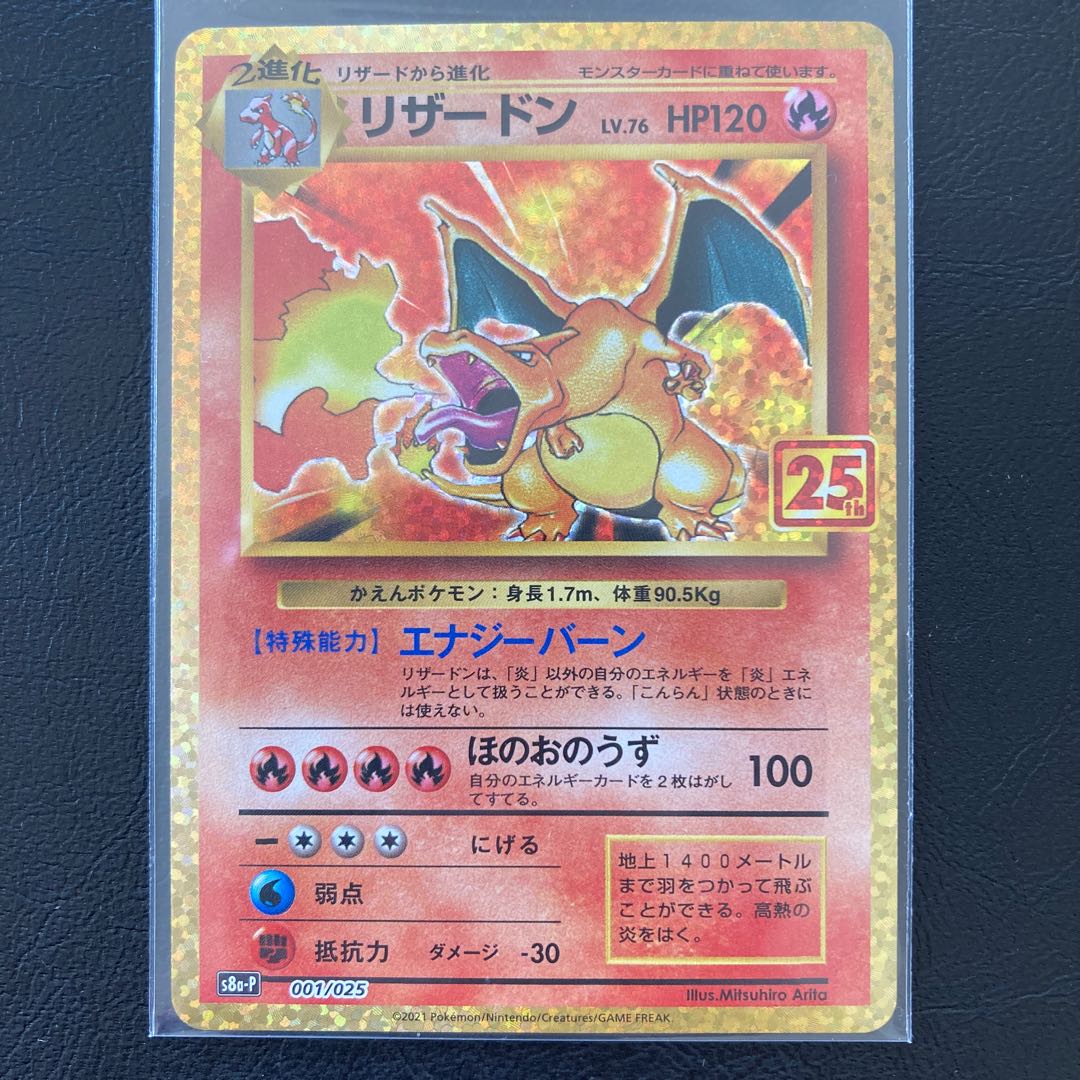 2進化 リザードから進化 モンスターカードに重ねて使います。
リザードン LV.76 HP120
25th
かえんポケモン：身長1.7m、体重90.5Kg
【特殊能力】 エナジーバーン
リザードンは、「炎」以外の自分のエネルギーを「炎」エネ
ルギーとして扱うことができる。「こんらん」状態のときに
は使えない。
ほのおのうず 100
自分のエネルギーカードを２枚はがし
てすてる。
ー にげる
弱点
抵抗力 ダメージ -30
地上１４００メートル
まで羽をつかって飛ぶ
ことができる。高熱の
炎をはく。
s8a-P 001/025
Illus.Mitsuhiro Arita
©2021 Pokémon/Nintendo/Creatures/GAME FREAK.